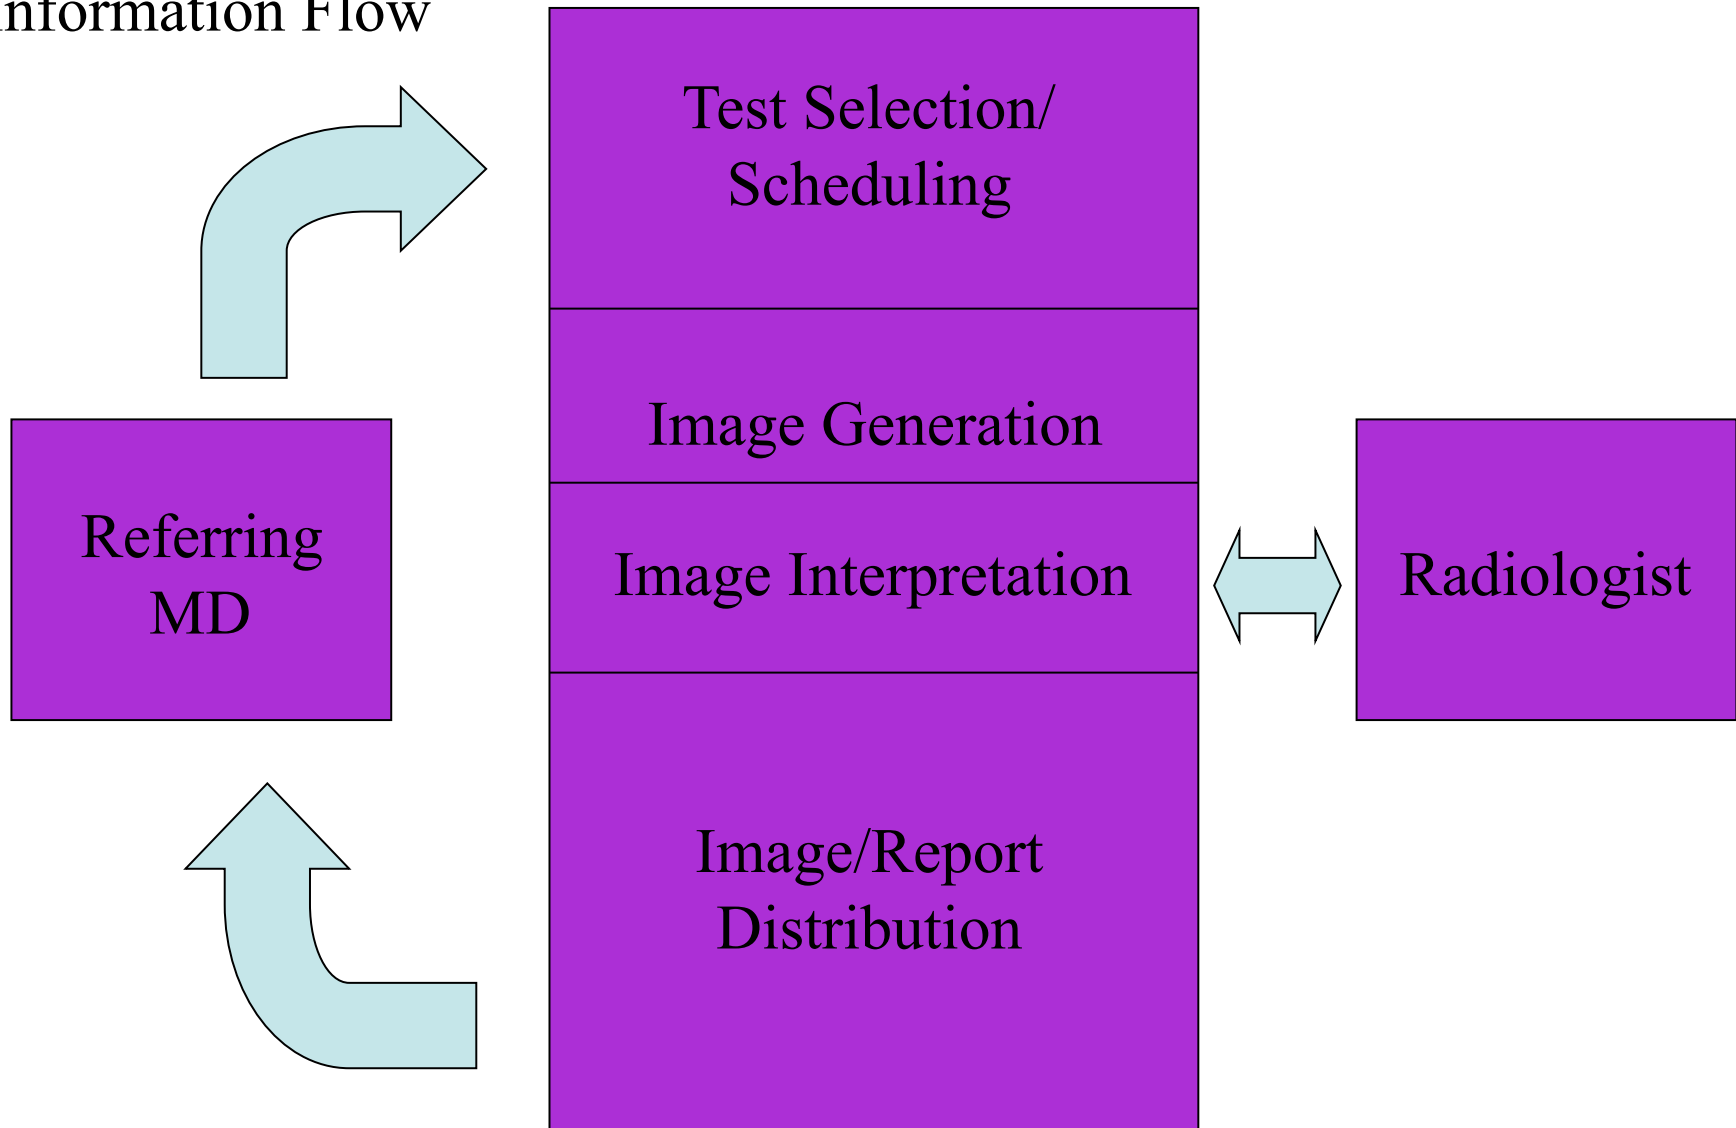 nformation Flow
Test Selection/
Scheduling
Image Generation
Referring
MD
Image Interpretation
Radiologist
Image/Report
Distribution